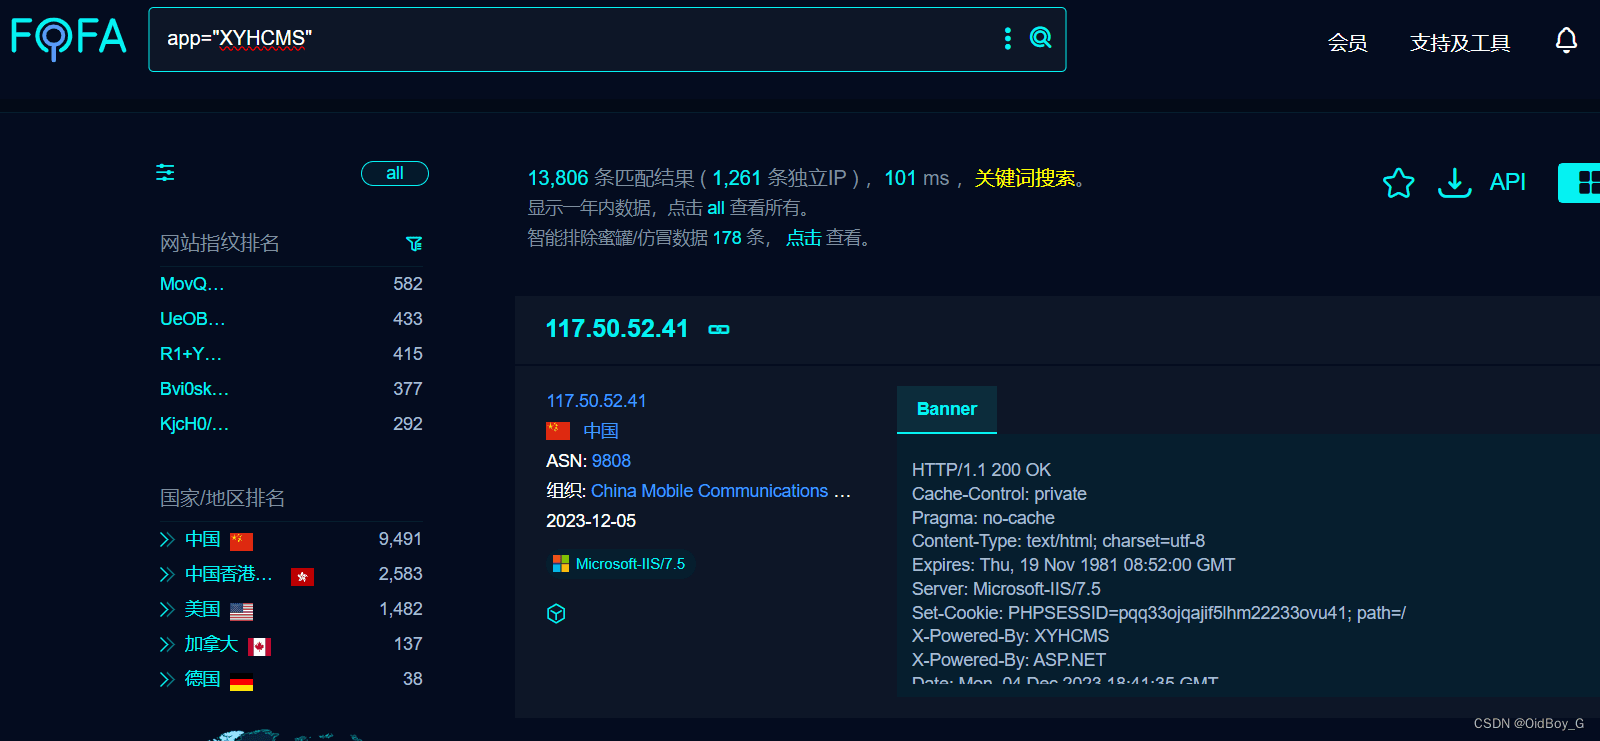 FOFA
app="XYHCMS"
会员
支持及工具
all
13,806 条匹配结果 ( 1,261 条独立IP ) ， 101 ms ， 关键词搜索。
显示一年内数据，点击 all 查看所有。
智能排除蜜罐/仿冒数据 178 条， 点击 查看。
API
网站指纹排名
MovQ... 582
UeOB... 433
R1+Y... 415
Bvi0sk... 377
KjcH0/... 292
国家/地区排名
中国 9,491
中国香港... 2,583
美国 1,482
加拿大 137
德国 38
117.50.52.41
117.50.52.41
中国
ASN: 9808
组织: China Mobile Communications ...
2023-12-05
Microsoft-IIS/7.5
Banner
HTTP/1.1 200 OK
Cache-Control: private
Pragma: no-cache
Content-Type: text/html; charset=utf-8
Expires: Thu, 19 Nov 1981 08:52:00 GMT
Server: Microsoft-IIS/7.5
Set-Cookie: PHPSESSID=pqq33ojqajif5lhm22233ovu41; path=/
X-Powered-By: XYHCMS
X-Powered-By: ASP.NET
Date: Mon, 04 Dec 2023 18:41:35 GMT
CSDN @OidBoy_G